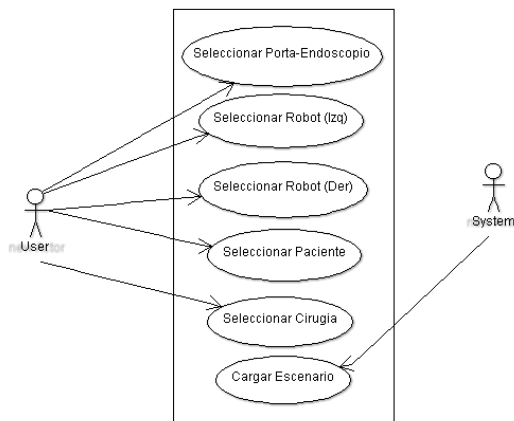 Seleccionar Porta-Endoscopio
Seleccionar Robot (Izq)
Seleccionar Robot (Der)
System
User
Seleccionar Paciente
Seleccionar Cirugia
Cargar Escenario